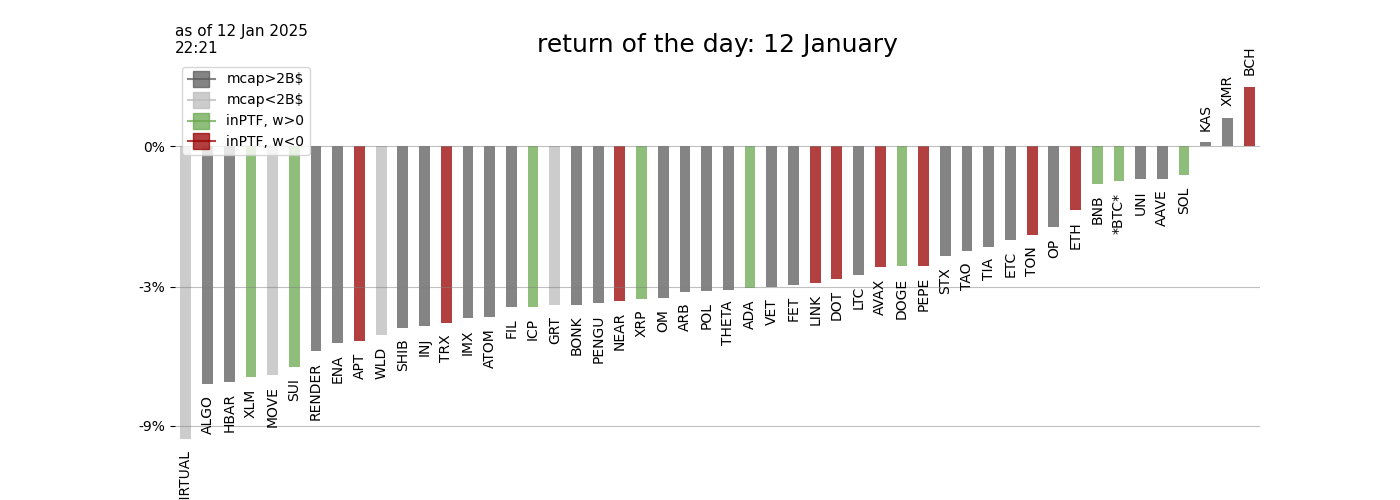 as of 12 Jan 2025
22:21
return of the day: 12 January
mcap>2B$
mcap<2B$
inPTF, w>0
inPTF, w<0
0%
-3%
-9%
IRTUAL
ALGO
HBAR
XLM
MOVE
SUI
RENDER
ENA
APT
WLD
SHIB
INJ
TRX
IMX
ATOM
FIL
ICP
GRT
BONK
PENGU
NEAR
XRP
OM
ARB
POL
THETA
ADA
VET
FET
LINK
DOT
LTC
AVAX
DOGE
PEPE
STX
TAO
TIA
ETC
TON
OP
ETH
BNB
*BTC*
UNI
AAVE
SOL
KAS
XMR
BCH